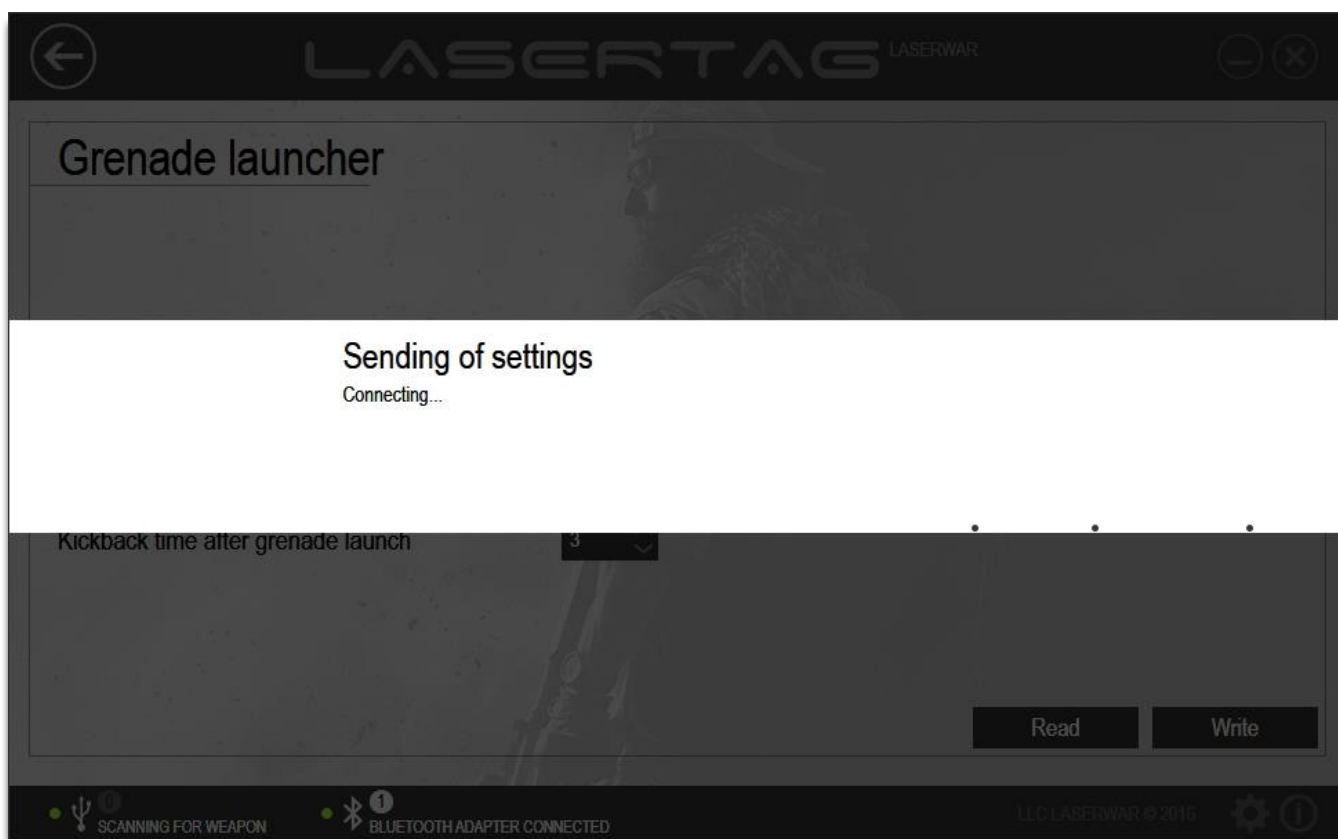 LASERTAG LASERWAR
Grenade launcher
Sending of settings
Connecting...
Kickback time after grenade launch 3
Read Write
0
SCANNING FOR WEAPON
1
BLUETOOTH ADAPTER CONNECTED
LLC LASERWAR © 2015